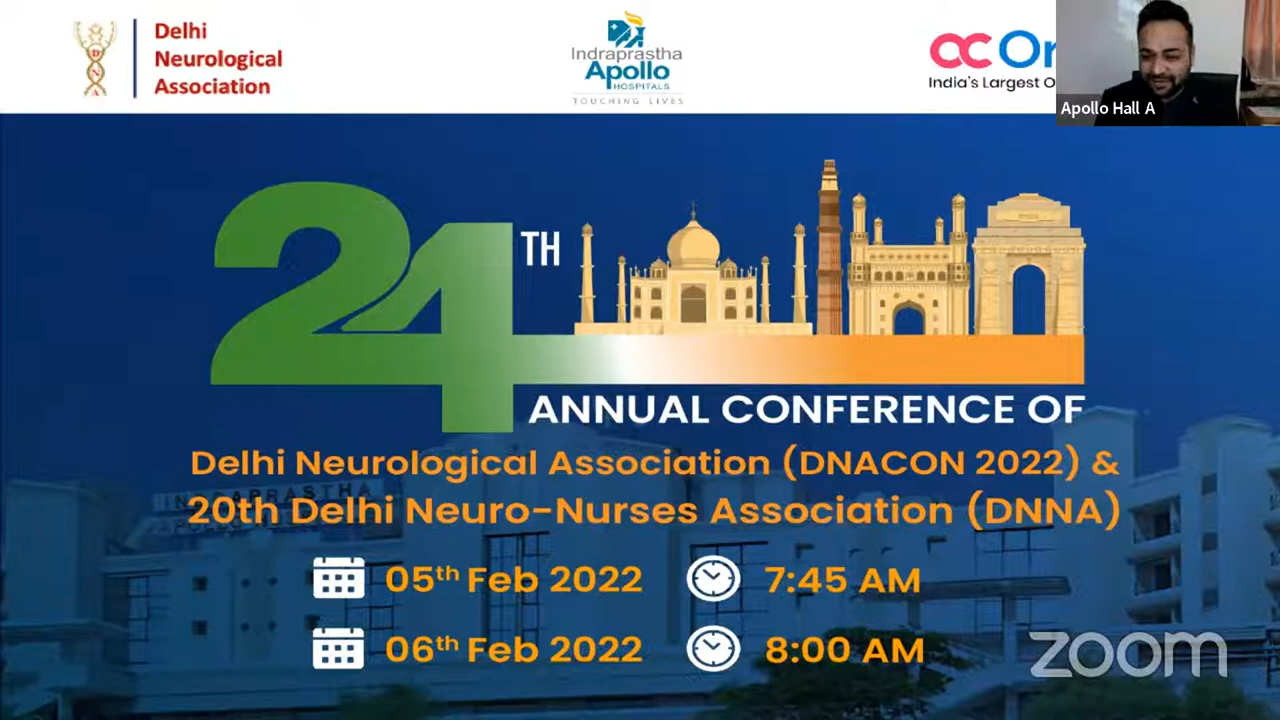 Delhi
Neurological
Association
D
N
A
Indraprastha
Apollo
HOSPITALS
TOUCHING LIVES
India's Largest O
Apollo Hall A
24TH
ANNUAL CONFERENCE OF
Delhi Neurological Association (DNACON 2022) &
20th Delhi Neuro-Nurses Association (DNNA)
INDRAPRASTHA
05th Feb 2022 7:45 AM
06th Feb 2022 8:00 AM
zoom